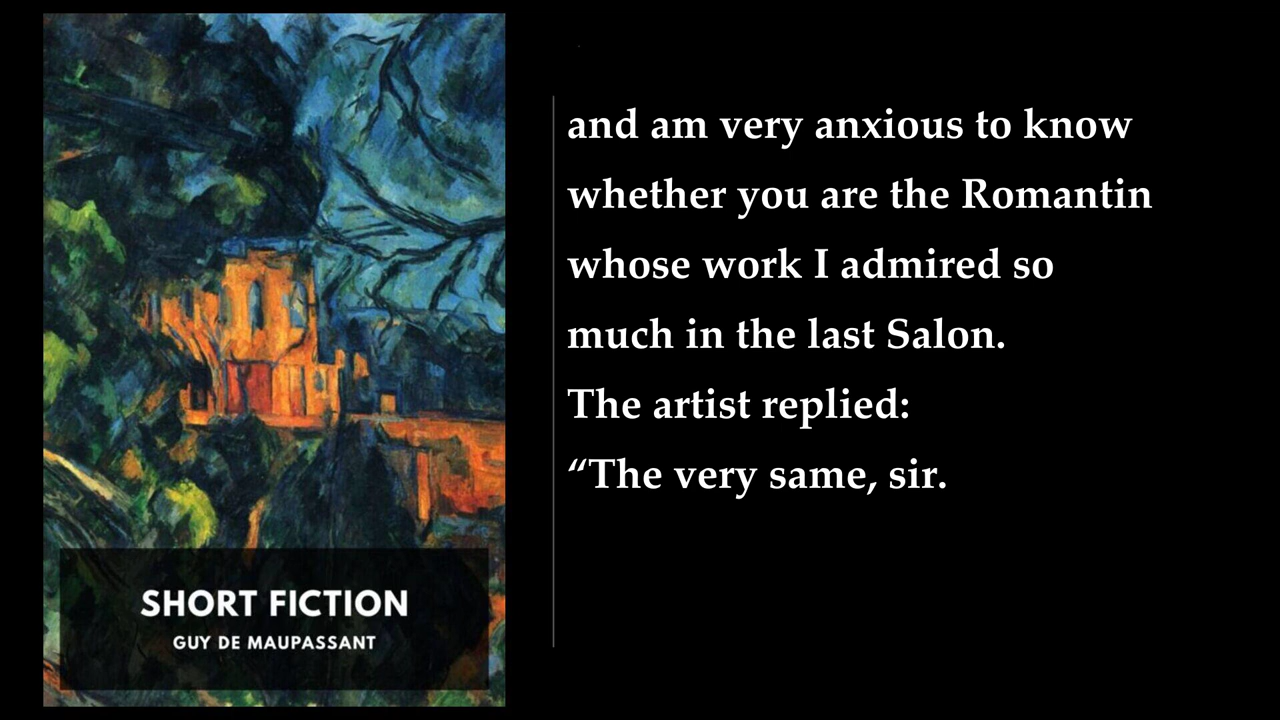 SHORT FICTION
GUY DE MAUPASSANT
and am very anxious to know
whether you are the Romantin
whose work I admired so
much in the last Salon.
The artist replied:
“The very same, sir.